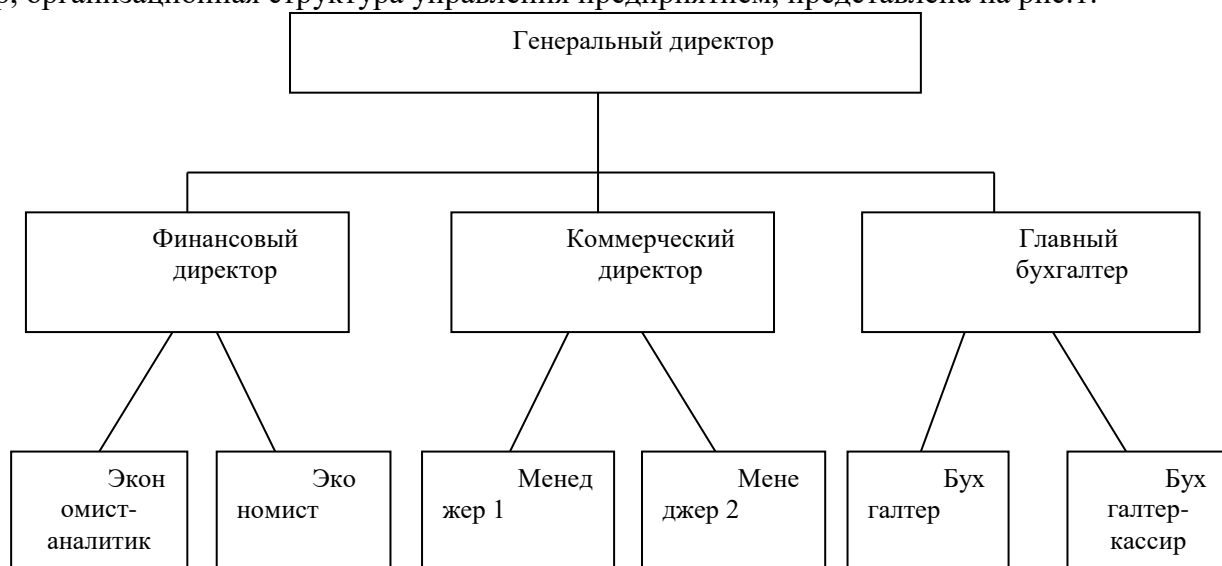 организационная структура управления предприятием, представлена на рис.1.
Генеральный директор
Финансовый
директор
Коммерческий
директор
Главный
бухгалтер
Экон
омист-
аналитик
Эко
номист
Менед
жер 1
Мене
джер 2
Бух
галтер
Бух
галтер-
кассир